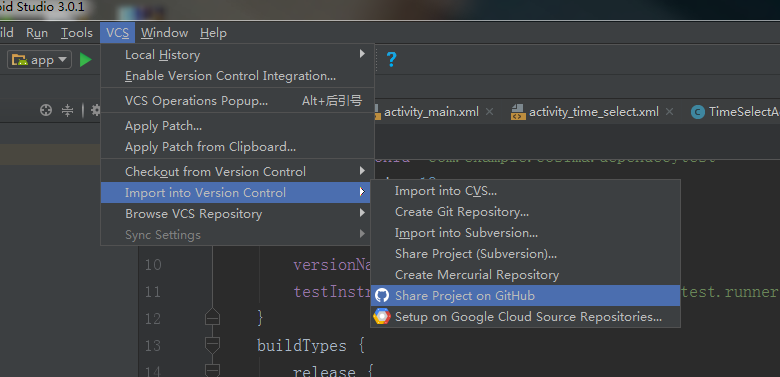 oid Studio 3.0.1
ild Run Tools VCS Window Help
app
Local History
Enable Version Control Integration...
VCS Operations Popup... Alt+后引号
Apply Patch...
Apply Patch from Clipboard...
Checkout from Version Control
Import into Version Control
Browse VCS Repository
Sync Settings
?
activity_main.xml
activity_time_select.xml
TimeSelectA
Import into CVS...
Create Git Repository...
Import into Subversion...
Share Project (Subversion)...
Create Mercurial Repository
Share Project on GitHub
Setup on Google Cloud Source Repositories...
10 versionNa
11 testInstr test.runner
12 }
13 buildTypes {
14 release {